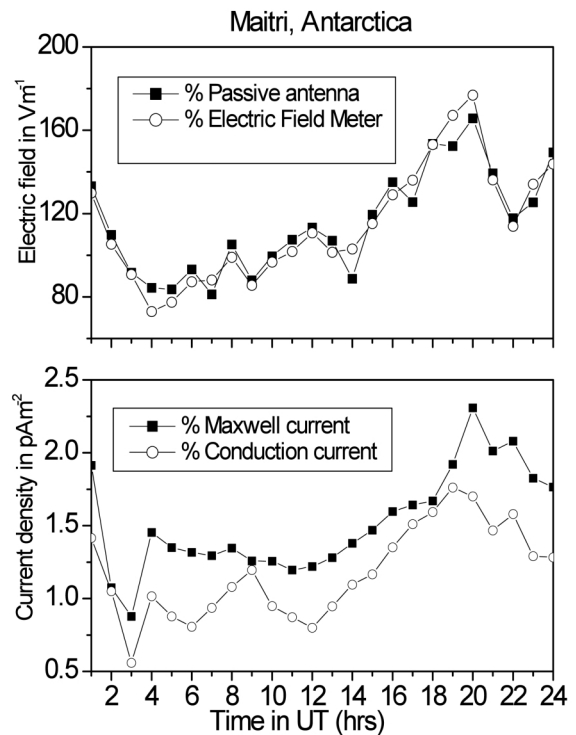 Maitri, Antarctica
200
160
120
80
Electric field in Vm⁻¹
% Passive antenna
% Electric Field Meter
2.5
2.0
1.5
1.0
0.5
Current density in pAm⁻²
% Maxwell current
% Conduction current
2 4 6 8 10 12 14 16 18 20 22 24
Time in UT (hrs)